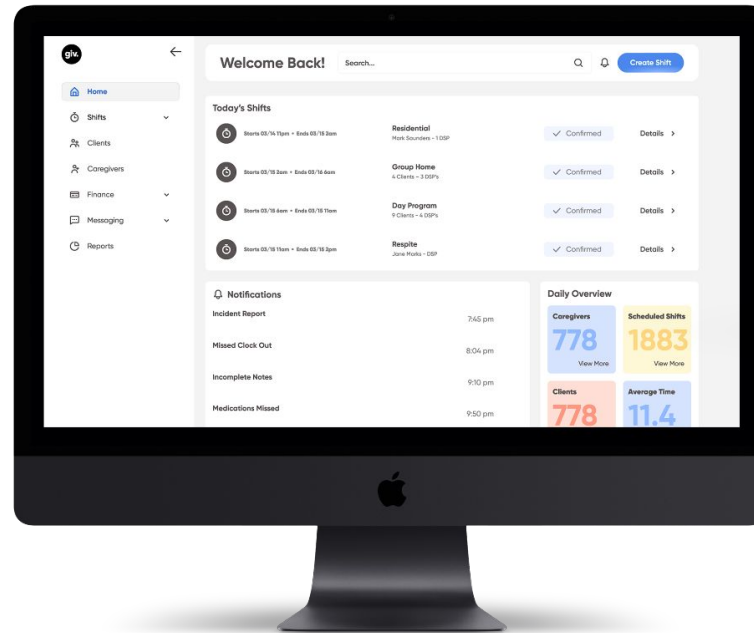 giv.
Home
Shifts
Clients
Caregivers
Finance
Messaging
Reports
Welcome Back!
Search...
Create Shift
Today's Shifts
Starts 03/14 11pm • Ends 03/15 2am
Residential
Mark Saunders - 1 DSP
Confirmed
Details
Starts 03/15 2am • Ends 03/16 6am
Group Home
4 Clients - 3 DSP's
Confirmed
Details
Starts 03/15 6am • Ends 03/15 11am
Day Program
9 Clients - 4 DSP's
Confirmed
Details
Starts 03/15 11am • Ends 03/15 2pm
Respite
Jane Marks - DSP
Confirmed
Details
Notifications
Incident Report
7:45 pm
Missed Clock Out
8:04 pm
Incomplete Notes
9:10 pm
Medications Missed
9:50 pm
Daily Overview
Caregivers
778
View More
Scheduled Shifts
1883
View More
Clients
778
Average Time
11.4